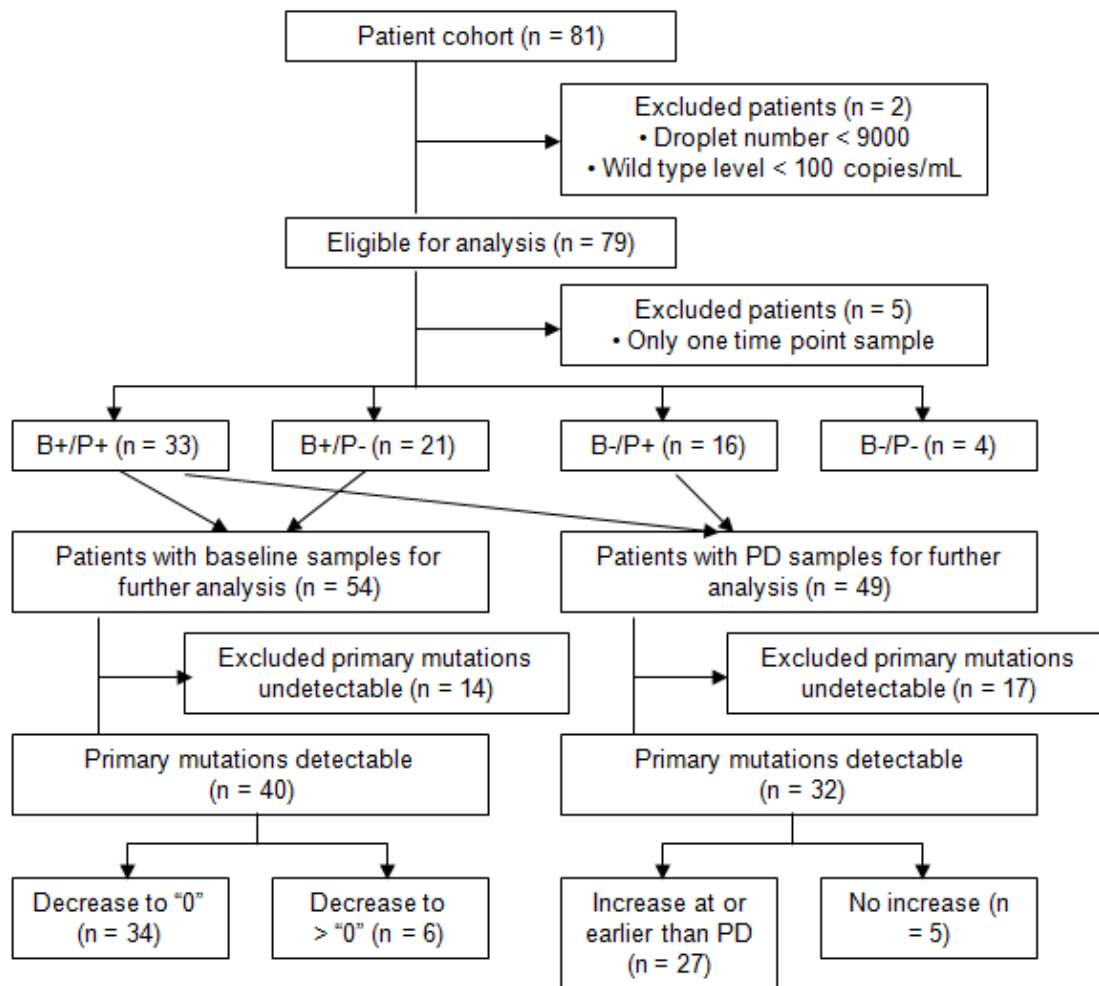 Patient cohort (n = 81)
Excluded patients (n = 2)
• Droplet number < 9000
• Wild type level < 100 copies/mL
Eligible for analysis (n = 79)
Excluded patients (n = 5)
• Only one time point sample
B+/P+ (n = 33)
B+/P- (n = 21)
B-/P+ (n = 16)
B-/P- (n = 4)
Patients with baseline samples for
further analysis (n = 54)
Patients with PD samples for further
analysis (n = 49)
Excluded primary mutations
undetectable (n = 14)
Excluded primary mutations
undetectable (n = 17)
Primary mutations detectable
(n = 40)
Primary mutations detectable
(n = 32)
Decrease to “0”
(n = 34)
Decrease to
> “0” (n = 6)
Increase at or
earlier than PD
(n = 27)
No increase (n
= 5)